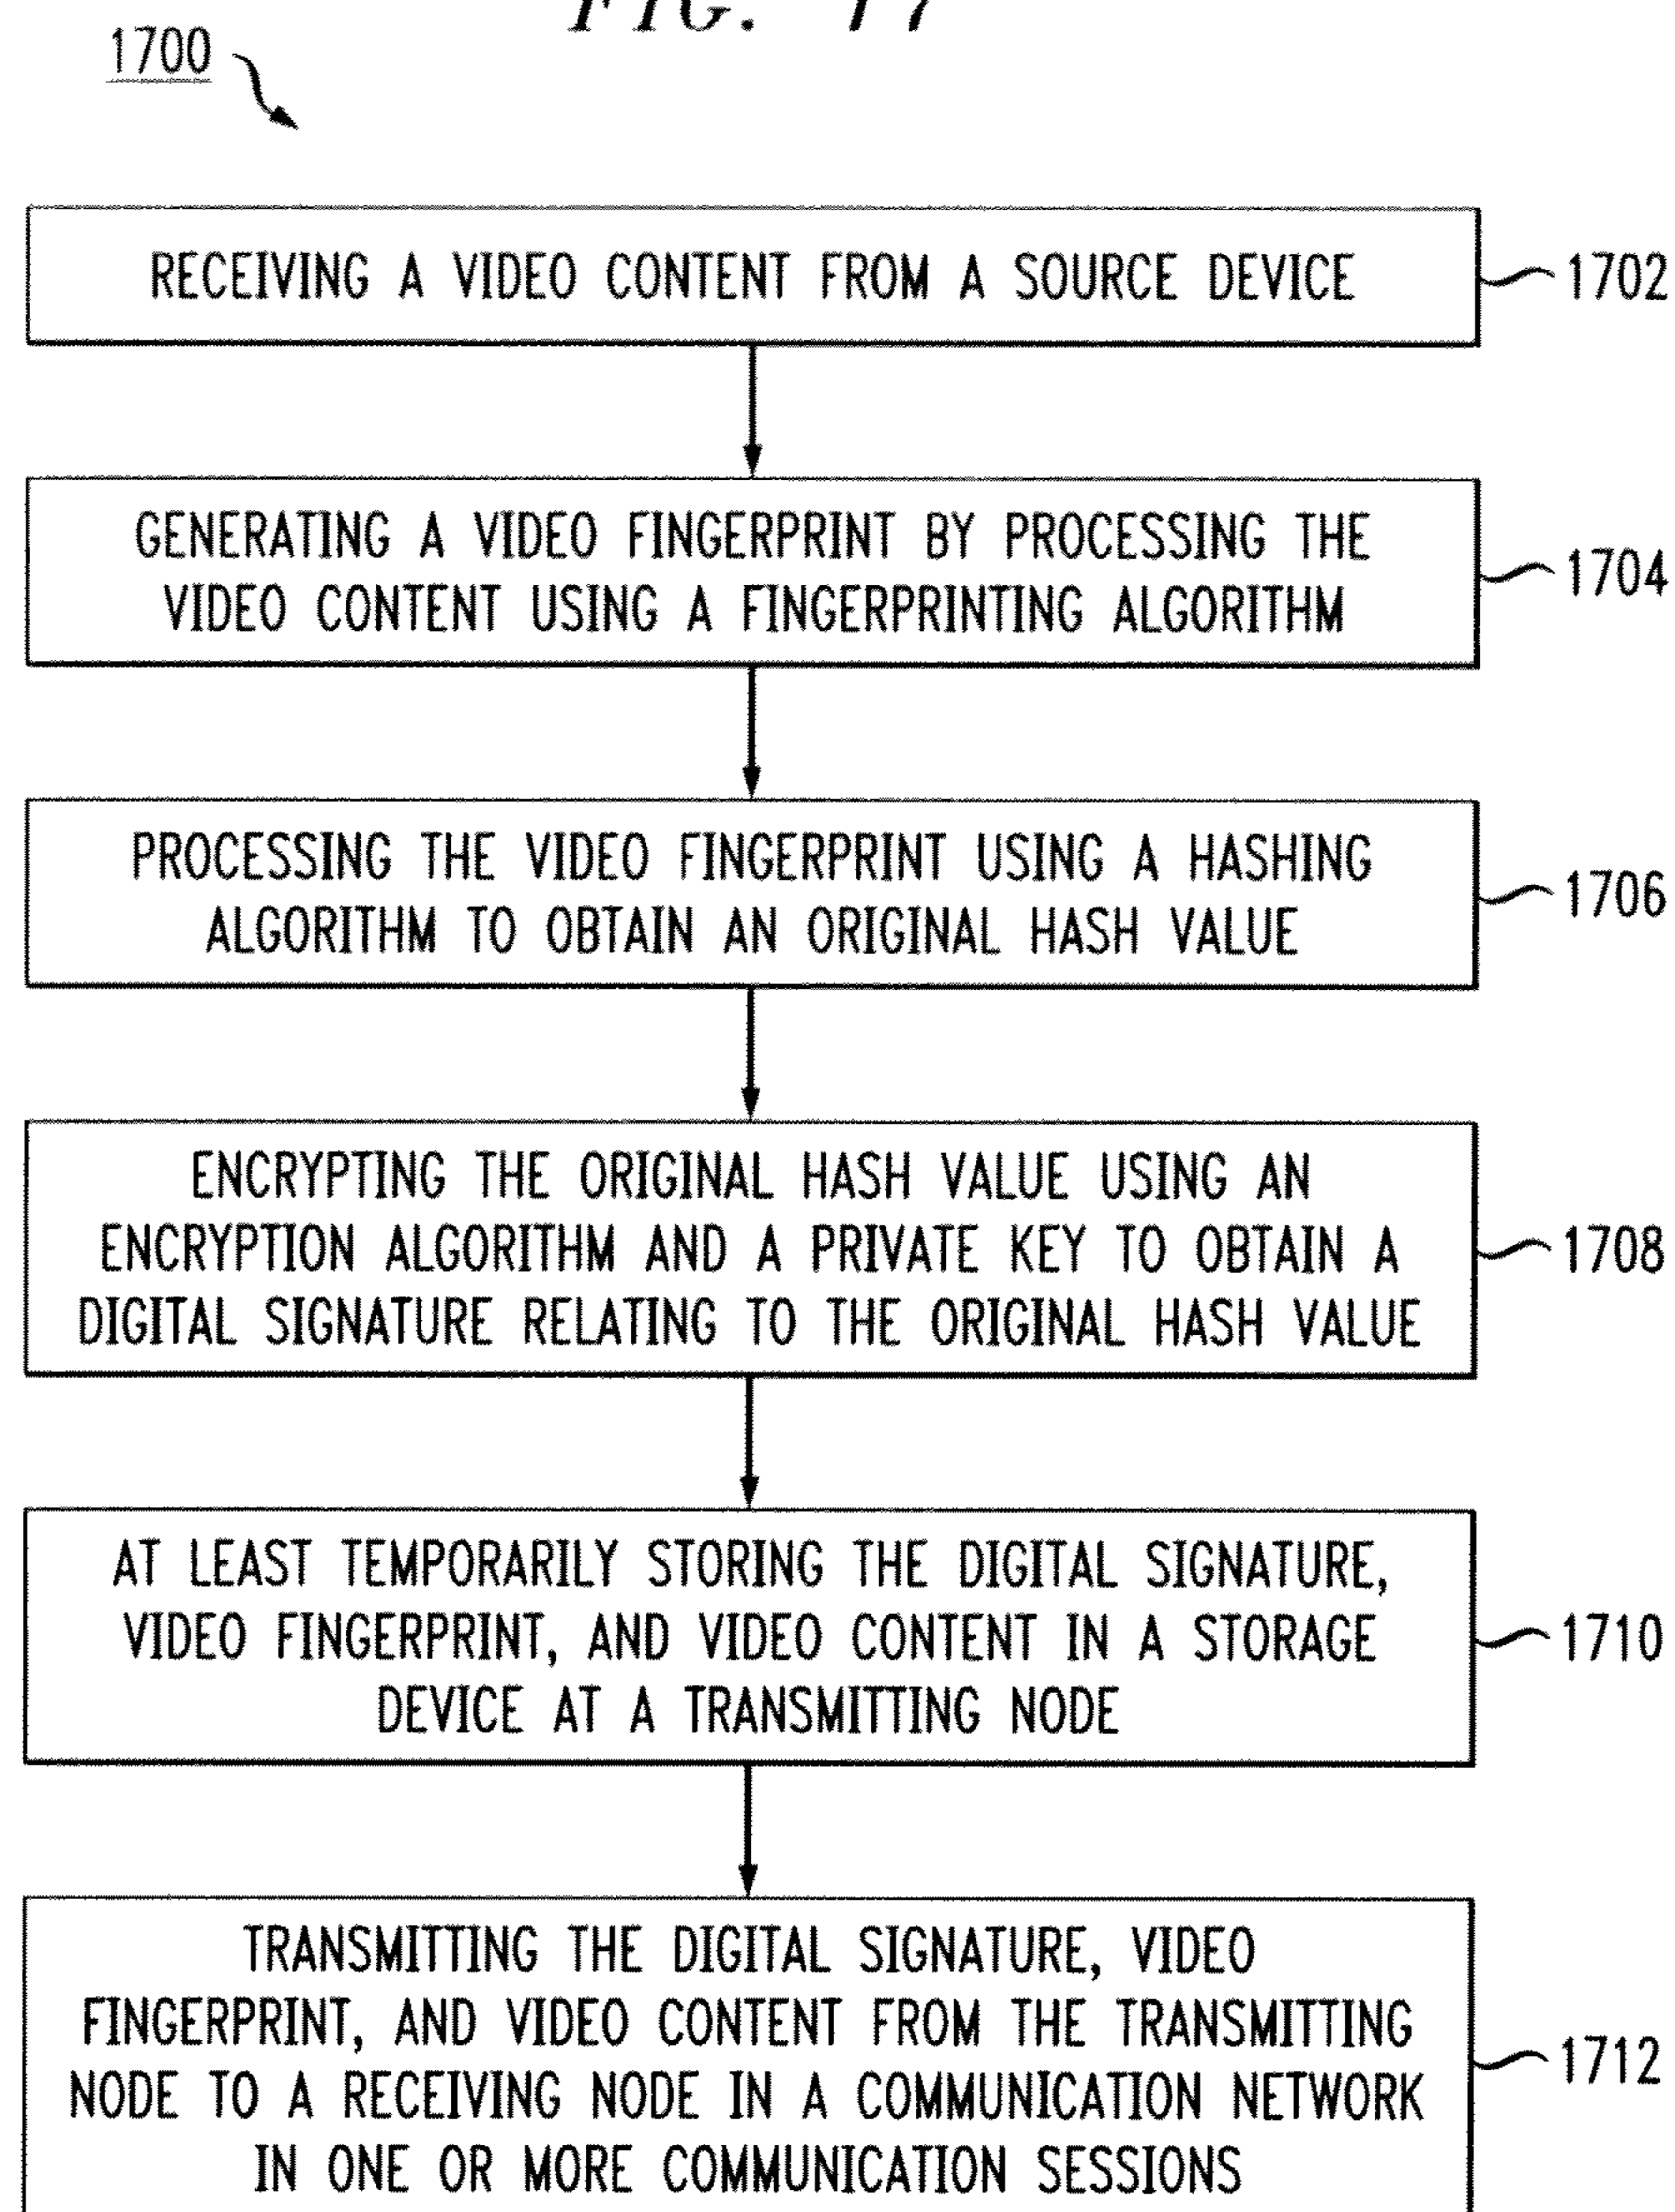 FIG. 17
1700
RECEIVING A VIDEO CONTENT FROM A SOURCE DEVICE
1702
GENERATING A VIDEO FINGERPRINT BY PROCESSING THE
VIDEO CONTENT USING A FINGERPRINTING ALGORITHM
1704
PROCESSING THE VIDEO FINGERPRINT USING A HASHING
ALGORITHM TO OBTAIN AN ORIGINAL HASH VALUE
1706
ENCRYPTING THE ORIGINAL HASH VALUE USING AN
ENCRYPTION ALGORITHM AND A PRIVATE KEY TO OBTAIN A
DIGITAL SIGNATURE RELATING TO THE ORIGINAL HASH VALUE
1708
AT LEAST TEMPORARILY STORING THE DIGITAL SIGNATURE,
VIDEO FINGERPRINT, AND VIDEO CONTENT IN A STORAGE
DEVICE AT A TRANSMITTING NODE
1710
TRANSMITTING THE DIGITAL SIGNATURE, VIDEO
FINGERPRINT, AND VIDEO CONTENT FROM THE TRANSMITTING
NODE TO A RECEIVING NODE IN A COMMUNICATION NETWORK
IN ONE OR MORE COMMUNICATION SESSIONS
1712